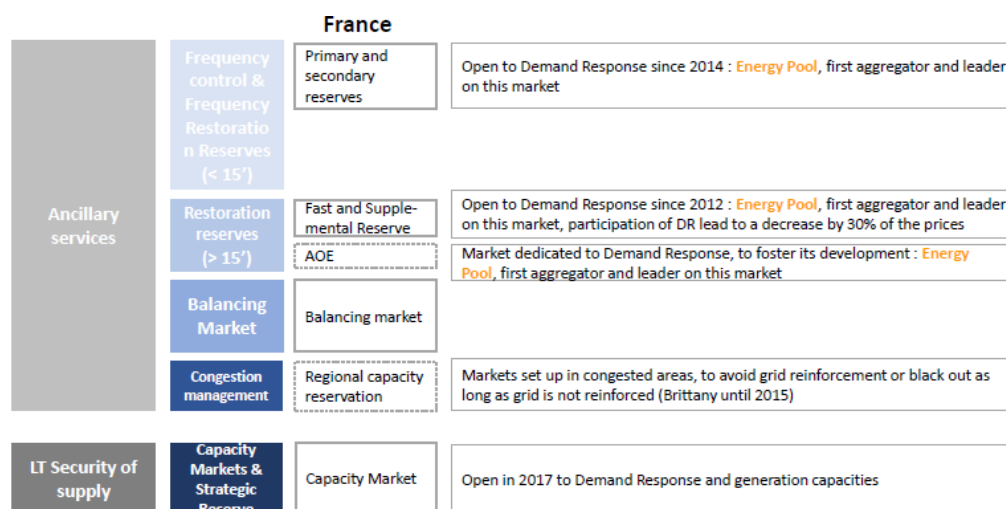 France
Ancillary
services
Frequency
control &
Frequency
Restoratio
n Reserves
(< 15')
Primary and
secondary
reserves
Open to Demand Response since 2014 : Energy Pool, first aggregator and leader
on this market
Restoration
reserves
(> 15')
Fast and Supple-
mental Reserve
Open to Demand Response since 2012 : Energy Pool, first aggregator and leader
on this market, participation of DR lead to a decrease by 30% of the prices
AOE
Market dedicated to Demand Response, to foster its development : Energy
Pool, first aggregator and leader on this market
Balancing
Market
Balancing market
Congestion
management
Regional capacity
reservation
Markets set up in congested areas, to avoid grid reinforcement or black out as
long as grid is not reinforced (Brittany until 2015)
LT Security of
supply
Capacity
Markets &
Strategic
Reserve
Capacity Market
Open in 2017 to Demand Response and generation capacities